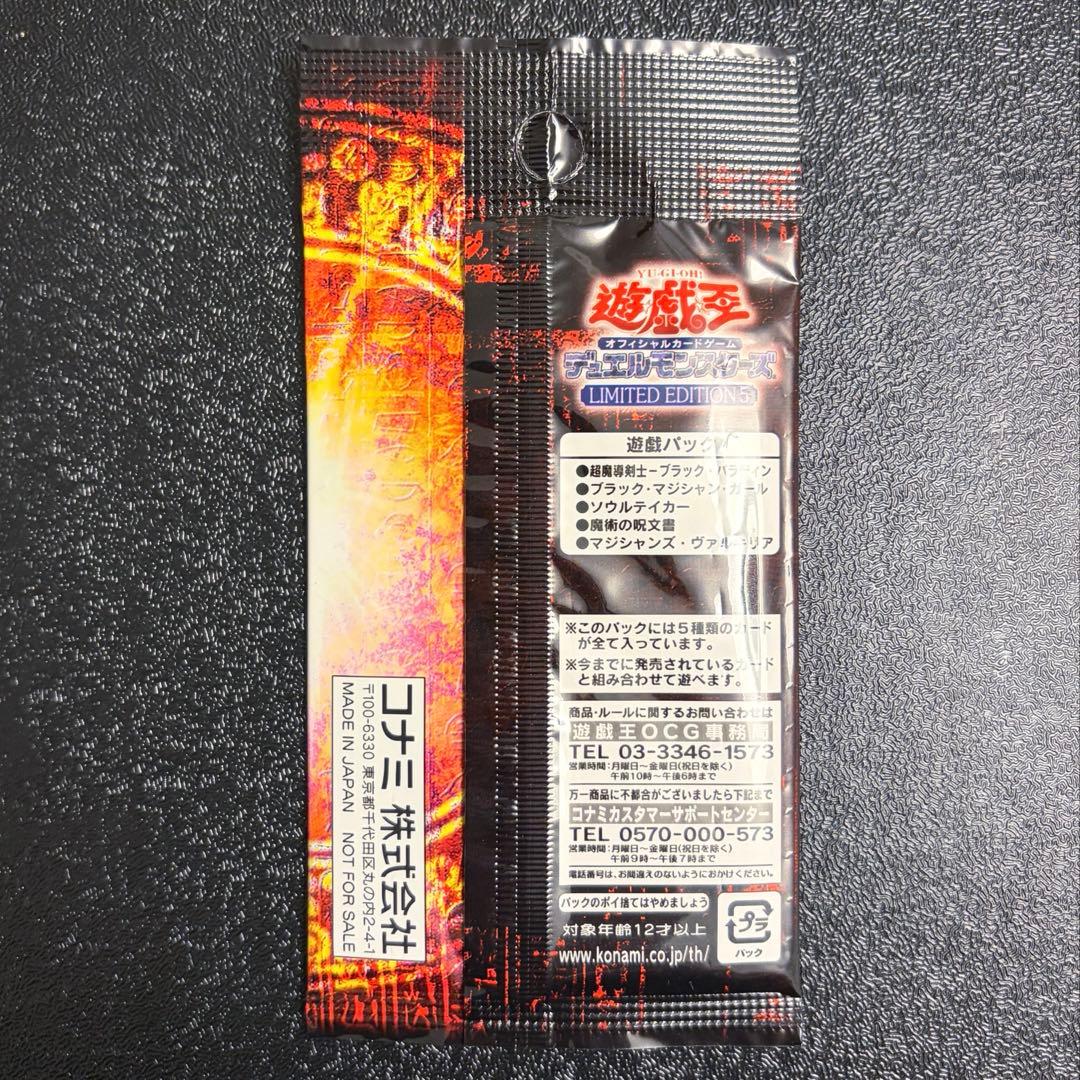 YU-GI-OH!
遊戯王
オフィシャルカードゲーム
デュエルモンスターズ
LIMITED EDITION 5
遊戯パック
●超魔導剣士-ブラック・パラディン
●ブラック・マジシャン・ガール
●ソウルテイカー
●魔術の呪文書
●マジシャンズ・ヴァルキリア
※このパックには5種類のカード
が全て入っています。
※今までに発売されているカード
と組み合わせて遊べます。
商品・ルールに関するお問い合わせは
遊戯王OCG事務局
TEL 03-3346-1573
営業時間:月曜日~金曜日(祝日を除く)
午前10時~午後6時まで
万一商品に不都合がございましたら下記まで
コナミカスタマーサポートセンター
TEL 0570-000-573
営業時間:月曜日~金曜日(祝日を除く)
午前9時~午後7時まで
電話番号は、お間違えのないようにおかけください。
パックのポイ捨てはやめましょう
対象年齢12才以上
www.konami.co.jp/th/
プラ
パック
コナミ株式会社
〒100-6330 東京都千代田区丸の内2-4-1
MADE IN JAPAN NOT FOR SALE